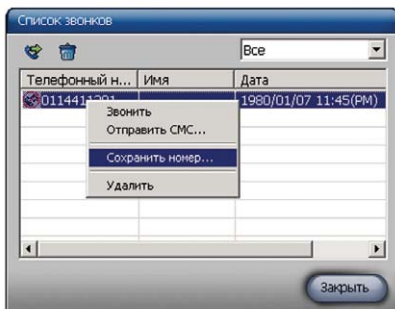 Список звонков
Все
Телефонный н... Имя Дата
1980/01/07 11:45(PM)
Звонить
Отправить СМС...
Сохранить номер...
Удалить
Закрыть